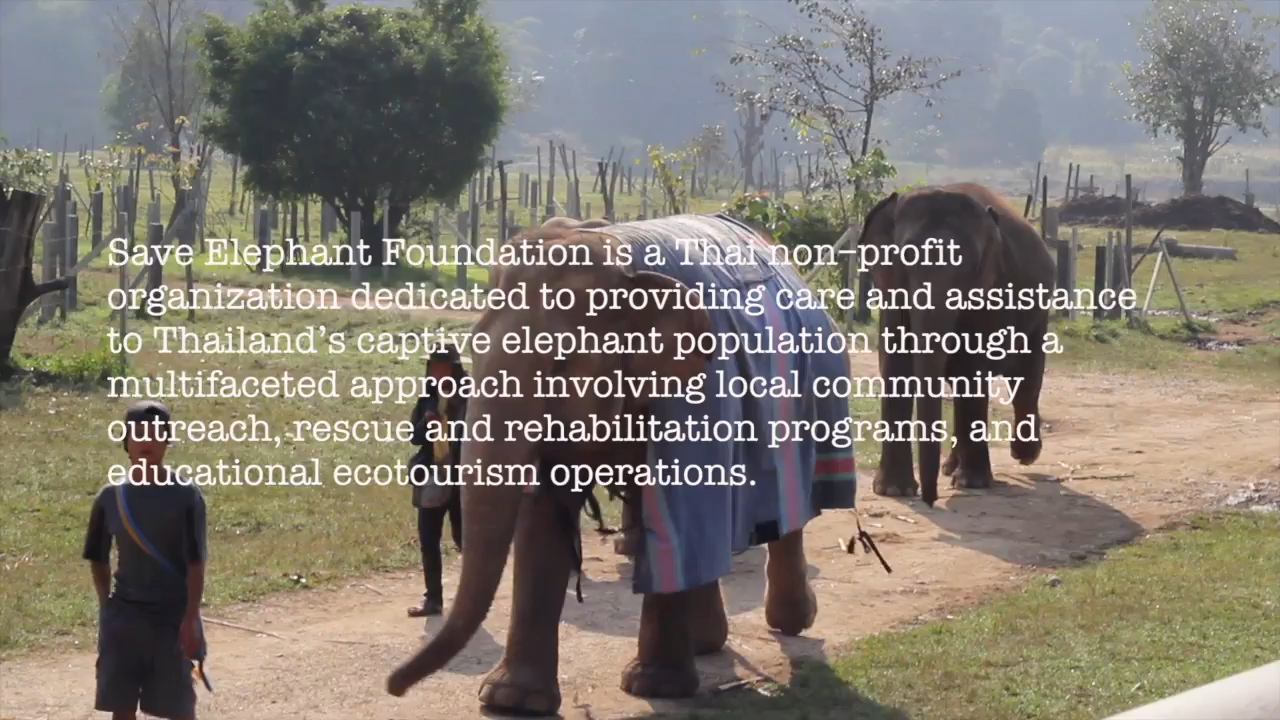 Save Elephant Foundation is a Thai non-profit
organization dedicated to providing care and assistance
to Thailand's captive elephant population through a
multifaceted approach involving local community
outreach, rescue and rehabilitation programs, and
educational ecotourism operations.